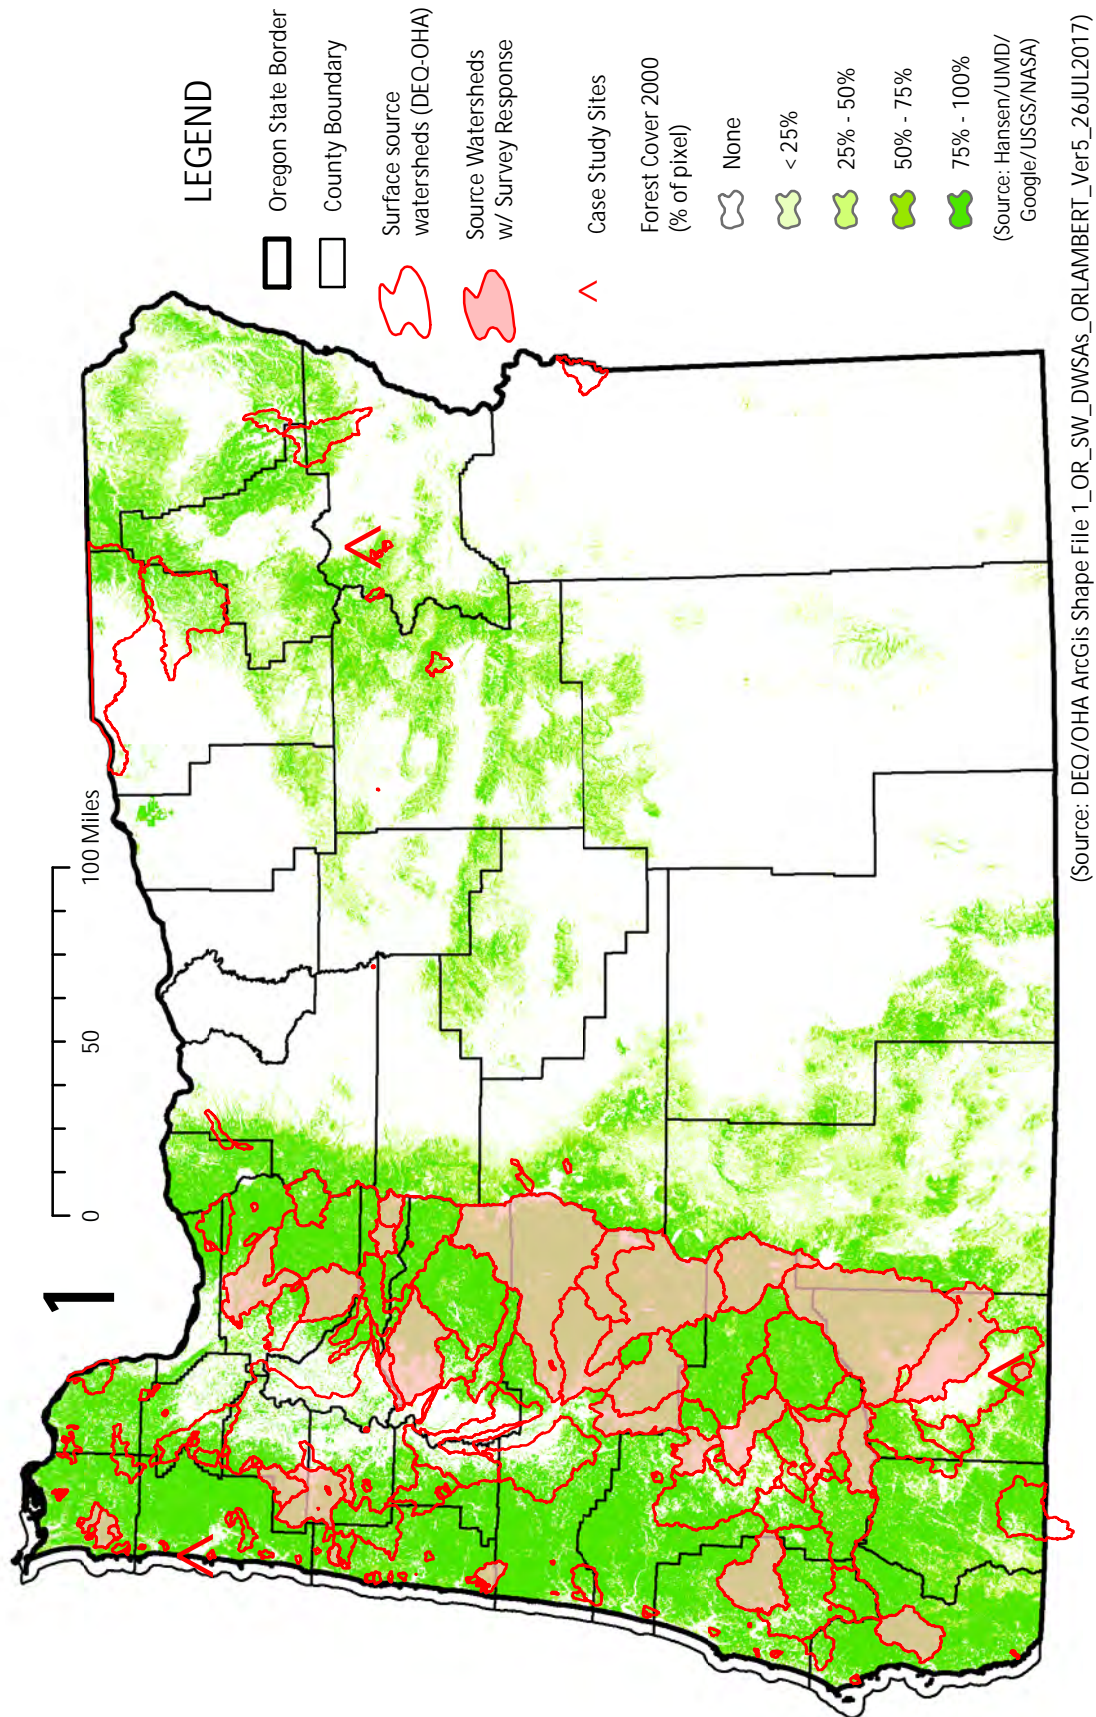 1
0
50
100 Miles
LEGEND
Oregon State Border
County Boundary
Surface source
watersheds (DEQ-OHA)
Source Watersheds
w/ Survey Response
Case Study Sites
Forest Cover 2000
(% of pixel)
None
< 25%
25% - 50%
50% - 75%
75% - 100%
(Source: Hansen/UMD/
Google/USGS/NASA)
(Source: DEQ/OHA ArcGis Shape File 1_OR_SW_DWSAs_ORLAMBERT_Ver5_26JUL2017)